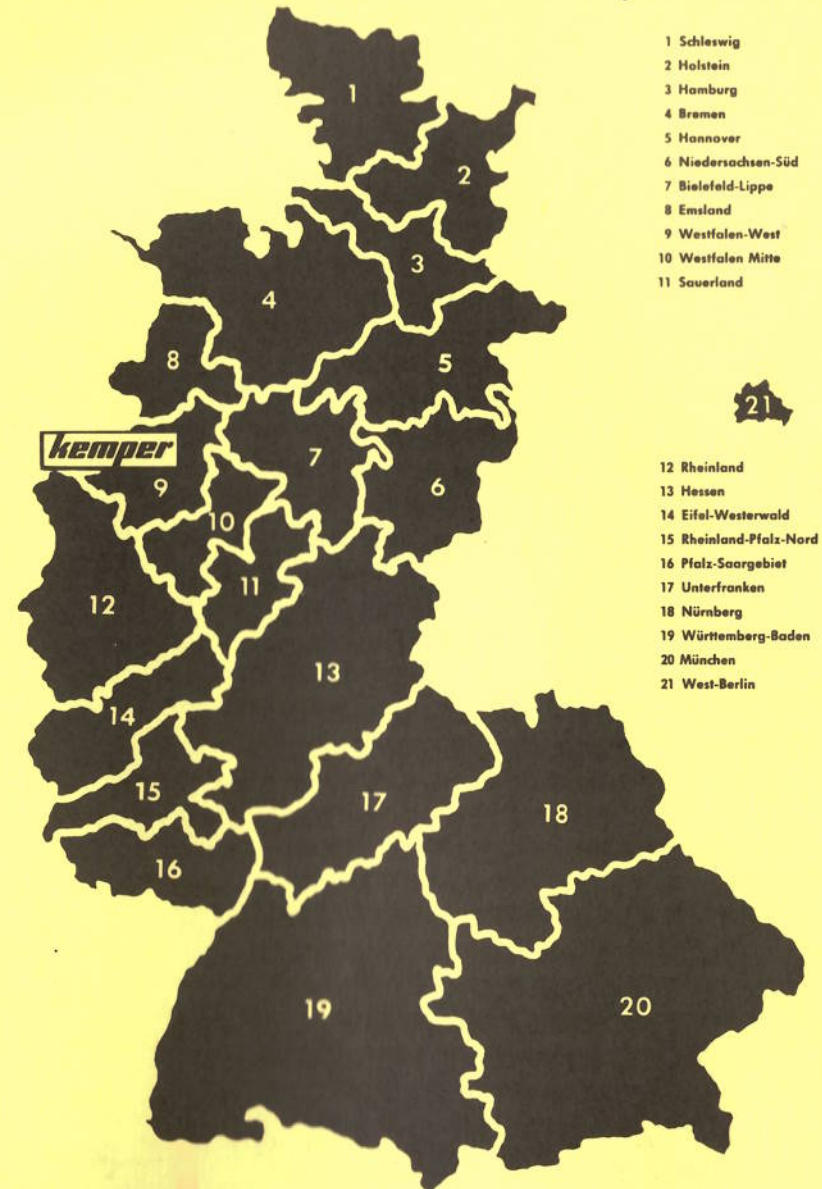 1 Schleswig
2 Holstein
3 Hamburg
4 Bremen
5 Hannover
6 Niedersachsen-Süd
7 Bielefeld-Lippe
8 Emsland
9 Westfalen-West
10 Westfalen Mitte
11 Sauerland
12 Rheinland
13 Hessen
14 Eifel-Westerwald
15 Rheinland-Pfalz-Nord
16 Pfalz-Saargebiet
17 Unterfranken
18 Nürnberg
19 Württemberg-Baden
20 München
21 West-Berlin
kemper
1
2
3
4
5
8
21
7
6
9
10
11
12
13
14
15
17
18
16
19
20